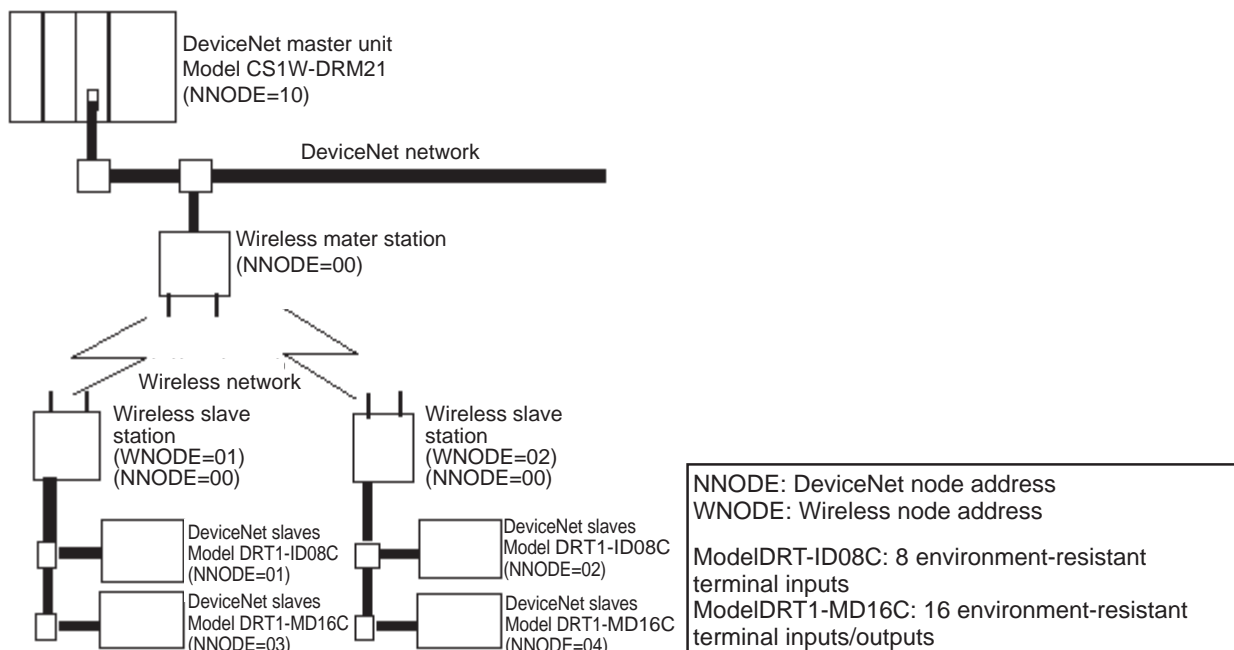 DeviceNet master unit
Model CS1W-DRM21
(NNODE=10)
DeviceNet network
Wireless mater station
(NNODE=00)
Wireless network
Wireless slave
station
(WNODE=01)
(NNODE=00)
Wireless slave
station
(WNODE=02)
(NNODE=00)
DeviceNet slaves
Model DRT1-ID08C
(NNODE=01)
DeviceNet slaves
Model DRT1-ID08C
(NNODE=02)
DeviceNet slaves
Model DRT1-MD16C
(NNODE=03)
DeviceNet slaves
Model DRT1-MD16C
(NNODE=04)
NNODE: DeviceNet node address
WNODE: Wireless node address
ModelDRT-ID08C: 8 environment-resistant
terminal inputs
ModelDRT1-MD16C: 16 environment-resistant
terminal inputs/outputs